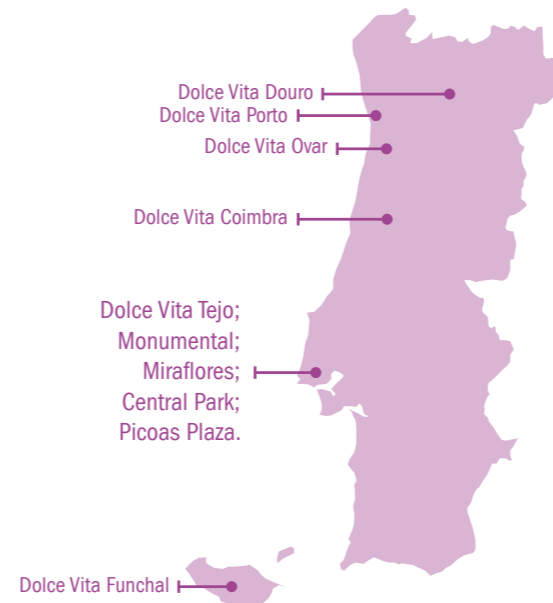 Dolce Vita Douro
Dolce Vita Porto
Dolce Vita Ovar
Dolce Vita Coimbra
Dolce Vita Tejo;
Monumental;
Miraflores;
Central Park;
Picoas Plaza.
Dolce Vita Funchal